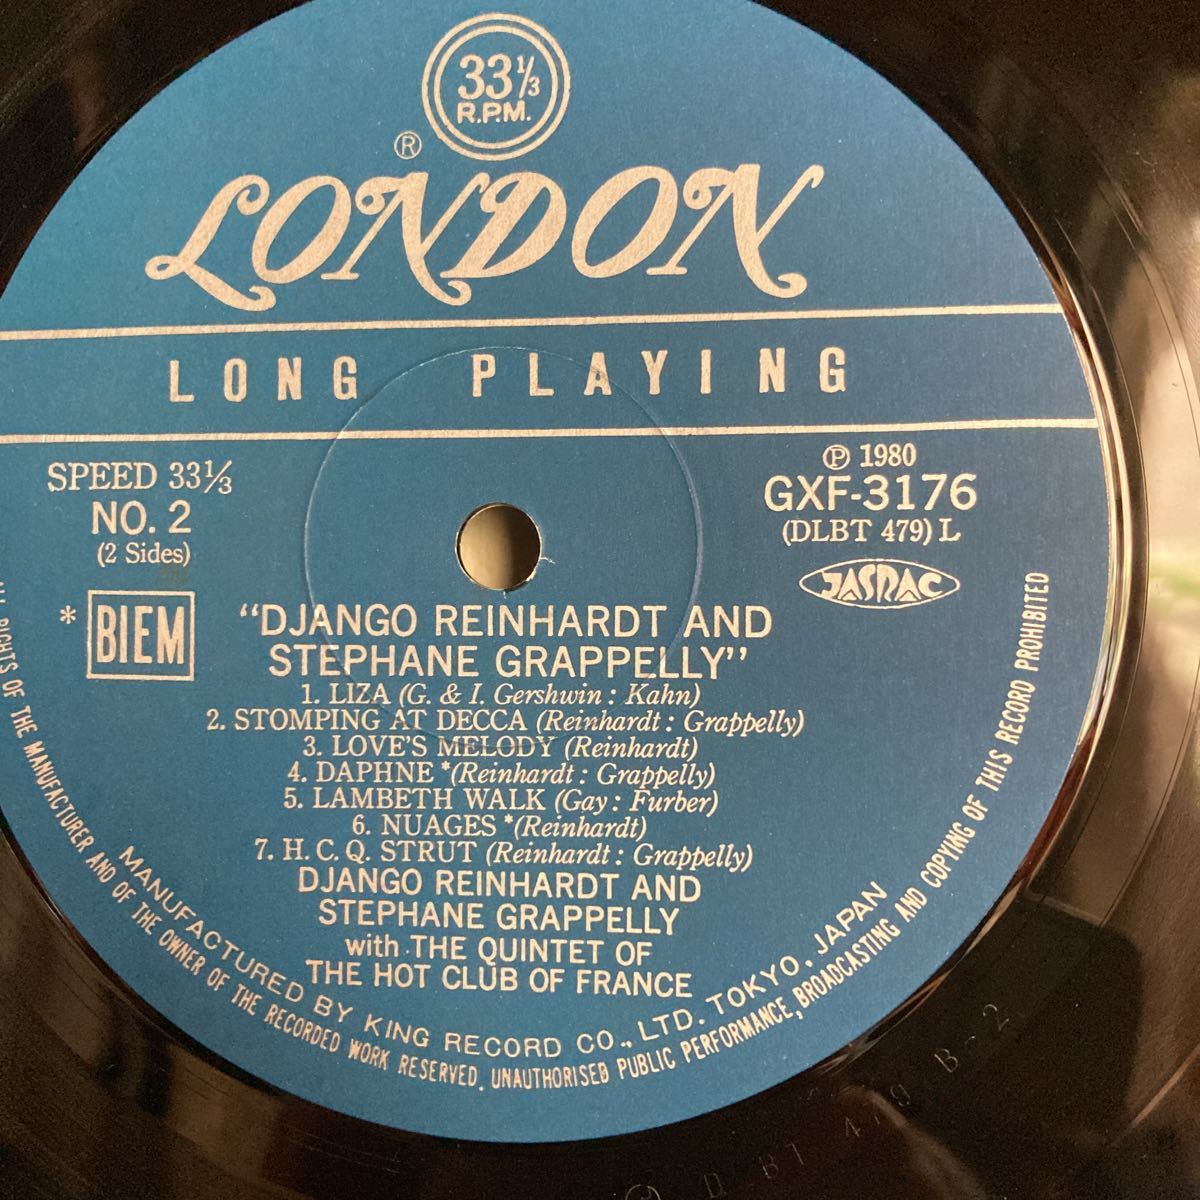 33⅓
R.P.M.
®
LONDON
LONG PLAYING
SPEED 33⅓
NO. 2
(2 Sides)
℗ 1980
GXF-3176
(DLBT 479) L
JASRAC
* BIEM
"DJANGO REINHARDT AND
STEPHANE GRAPPELLY"
1. LIZA (G. & I. Gershwin : Kahn)
2. STOMPING AT DECCA (Reinhardt : Grappelly)
3. LOVE'S MELODY (Reinhardt)
4. DAPHNE *(Reinhardt : Grappelly)
5. LAMBETH WALK (Gay : Furber)
6. NUAGES *(Reinhardt)
7. H. C. Q. STRUT (Reinhardt : Grappelly)
DJANGO REINHARDT AND
STEPHANE GRAPPELLY
with THE QUINTET OF
THE HOT CLUB OF FRANCE
MANUFACTURED BY KING RECORD CO., LTD. TOKYO, JAPAN
RIGHTS OF THE MANUFACTURER AND OF THE OWNER OF THE RECORDED WORK RESERVED. UNAUTHORISED PUBLIC PERFORMANCE, BROADCASTING AND COPYING OF THIS RECORD PROHIBITED